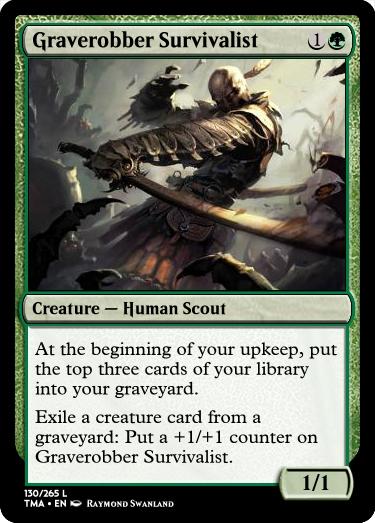 Graverobber Survivalist 1
Creature — Human Scout
At the beginning of your upkeep, put
the top three cards of your library
into your graveyard.
Exile a creature card from a
graveyard: Put a +1/+1 counter on
Graverobber Survivalist.
1/1
130/265 L
TMA • EN Raymond Swanland